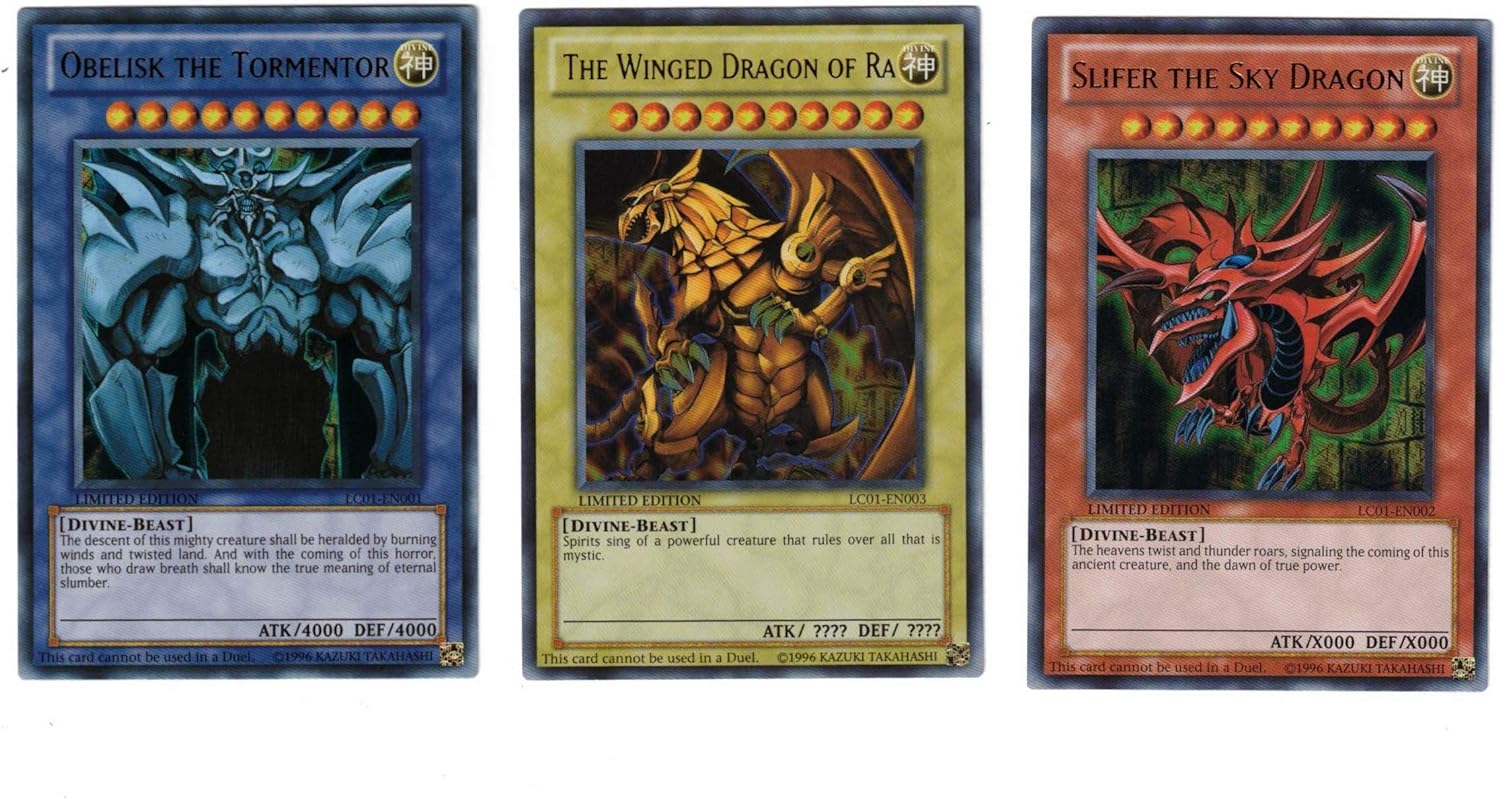 OBELISK THE TORMENTOR
DIVINE
神
LIMITED EDITION
LC01-EN001
[DIVINE-BEAST]
The descent of this mighty creature shall be heralded by burning
winds and twisted land. And with the coming of this horror,
those who draw breath shall know the true meaning of eternal
slumber.
ATK/4000 DEF/4000
This card cannot be used in a Duel. ©1996 KAZUKI TAKAHASHI
THE WINGED DRAGON OF RA
DIVINE
神
LIMITED EDITION
LC01-EN003
[DIVINE-BEAST]
Spirits sing of a powerful creature that rules over all that is
mystic.
ATK/ ???? DEF/ ????
This card cannot be used in a Duel. ©1996 KAZUKI TAKAHASHI
SLIFER THE SKY DRAGON
DIVINE
神
LIMITED EDITION
LC01-EN002
[DIVINE-BEAST]
The heavens twist and thunder roars, signaling the coming of this
ancient creature, and the dawn of true power.
ATK/X000 DEF/X000
This card cannot be used in a Duel. ©1996 KAZUKI TAKAHASHI